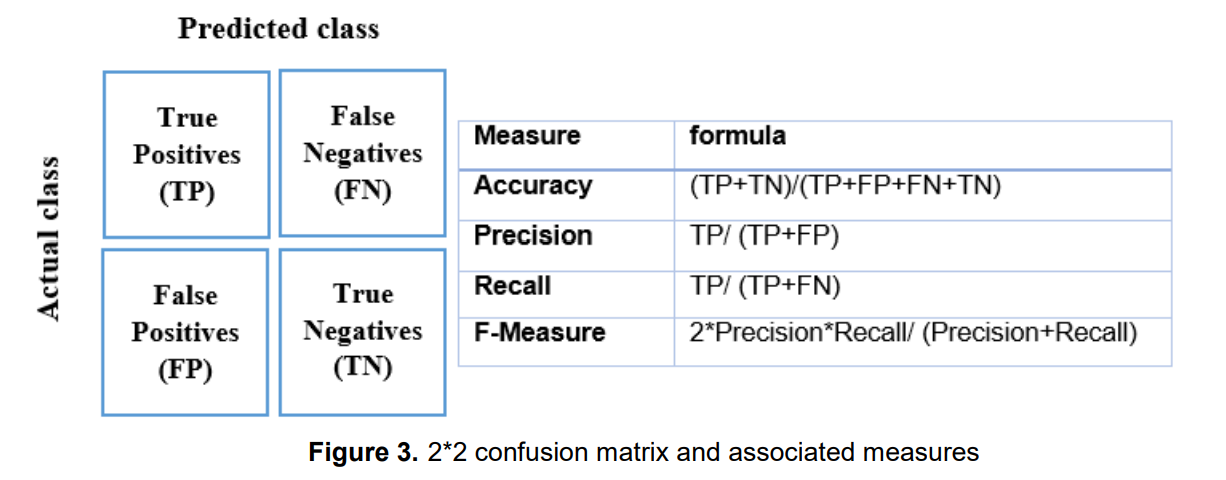 Predicted class
Actual class
True
Positives
(TP)
False
Negatives
(FN)
False
Positives
(FP)
True
Negatives
(TN)
Measure formula
Accuracy (TP+TN)/(TP+FP+FN+TN)
Precision TP/ (TP+FP)
Recall TP/ (TP+FN)
F-Measure 2*Precision*Recall/ (Precision+Recall)
Figure 3. 2*2 confusion matrix and associated measures